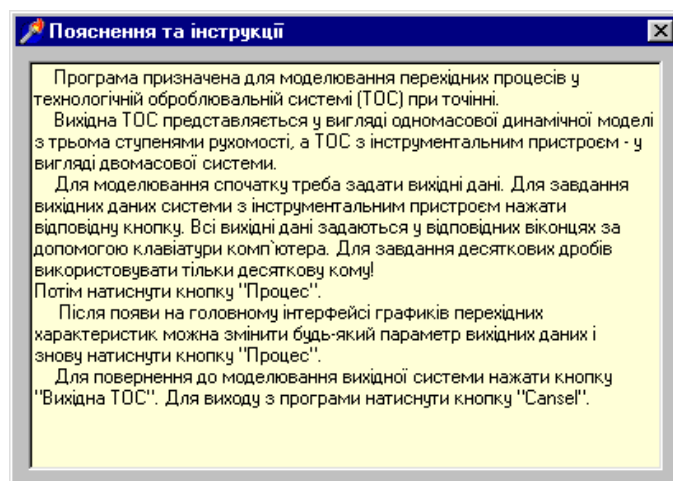 Пояснення та інструкції
Програма призначена для моделювання перехідних процесів у
технологічній оброблювальній системі (ТОС) при точінні.
Вихідна ТОС представляється у вигляді одномасової динамічної моделі
з трьома ступенями рухомості, а ТОС з інструментальним пристроєм - у
вигляді двомасової системи.
Для моделювання спочатку треба задати вихідні дані. Для завдання
вихідних даних системи з інструментальним пристроєм нажати
відповідну кнопку. Всі вихідні дані задаються у відповідних віконцях за
допомогою клавіатури комп`ютера. Для завдання десяткових дробів
використовувати тільки десяткову кому!
Потім натиснути кнопку "Процес".
Після появи на головному інтерфейсі графиків перехідних
характеристик можна змінити будь-який параметр вихідних даних і
знову натиснути кнопку "Процес".
Для повернення до моделювання вихідної системи нажати кнопку
"Вихідна ТОС". Для виходу з програми натиснути кнопку "Cansel".